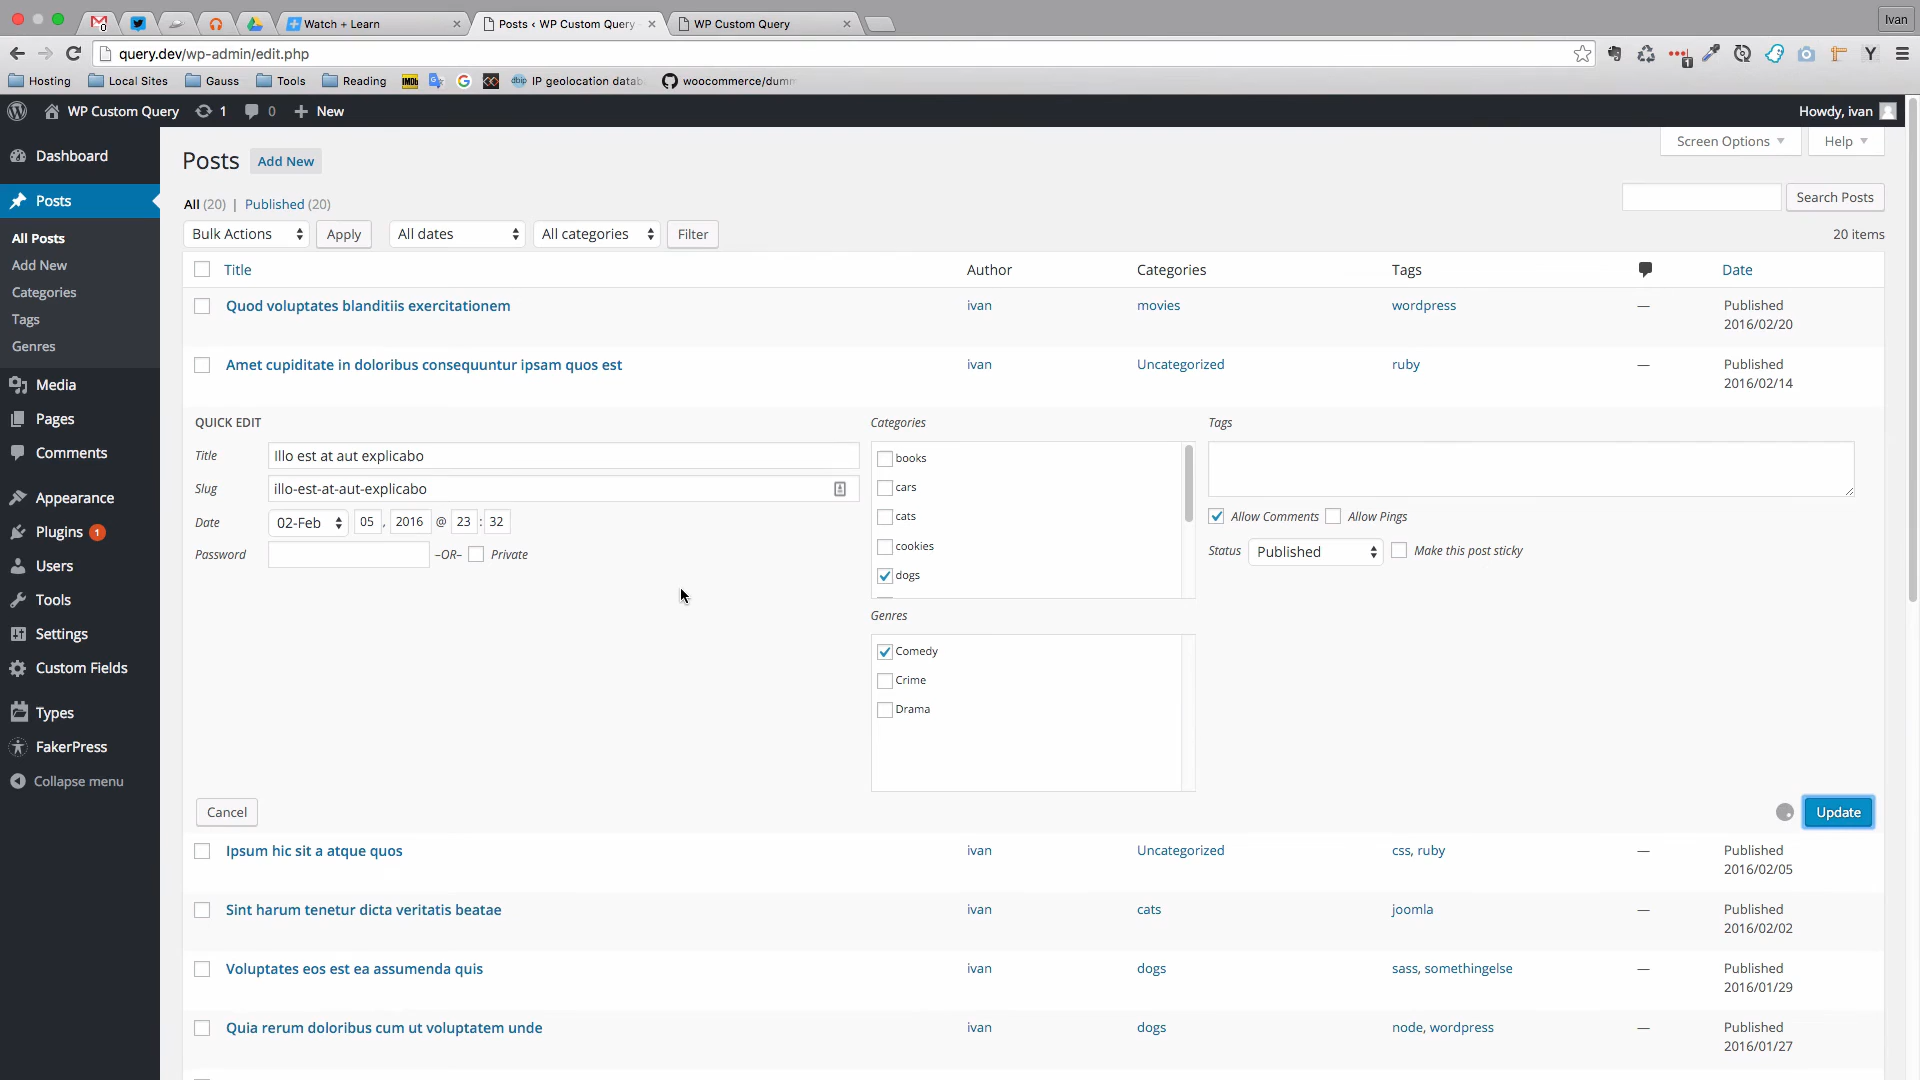 0
Watch + Learn
Posts ‹ WP Custom Query
WP Custom Query
Ivan
query.dev/wp-admin/edit.php
1
Hosting
Local Sites
Gauss
Tools
Reading
IMDb
IP geolocation datab
woocommerce/dumm
WP Custom Query
1
0
New
Howdy, ivan
Dashboard
Posts
All Posts
Add New
Categories
Tags
Genres
Media
Pages
Comments
Appearance
Plugins 1
Users
Tools
Settings
Custom Fields
Types
FakerPress
Collapse menu
Posts
Add New
Screen Options
Help
All (20) | Published (20)
Search Posts
Bulk Actions
Apply
All dates
All categories
Filter
20 items
Title
Author
Categories
Tags
Date
Quod voluptates blanditiis exercitationem
ivan
movies
wordpress
—
Published
2016/02/20
Amet cupiditate in doloribus consequuntur ipsam quos est
ivan
Uncategorized
ruby
—
Published
2016/02/14
QUICK EDIT
Title
Illo est at aut explicabo
Slug
illo-est-at-aut-explicabo
Date
02-Feb 05 , 2016 @ 23 : 32
Password
–OR–
Private
Categories
books
cars
cats
cookies
dogs
Genres
Comedy
Crime
Drama
Tags
Allow Comments
Allow Pings
Status
Published
Make this post sticky
Cancel
Update
Ipsum hic sit a atque quos
ivan
Uncategorized
css, ruby
—
Published
2016/02/05
Sint harum tenetur dicta veritatis beatae
ivan
cats
joomla
—
Published
2016/02/02
Voluptates eos est ea assumenda quis
ivan
dogs
sass, somethingelse
—
Published
2016/01/29
Quia rerum doloribus cum ut voluptatem unde
ivan
dogs
node, wordpress
—
Published
2016/01/27